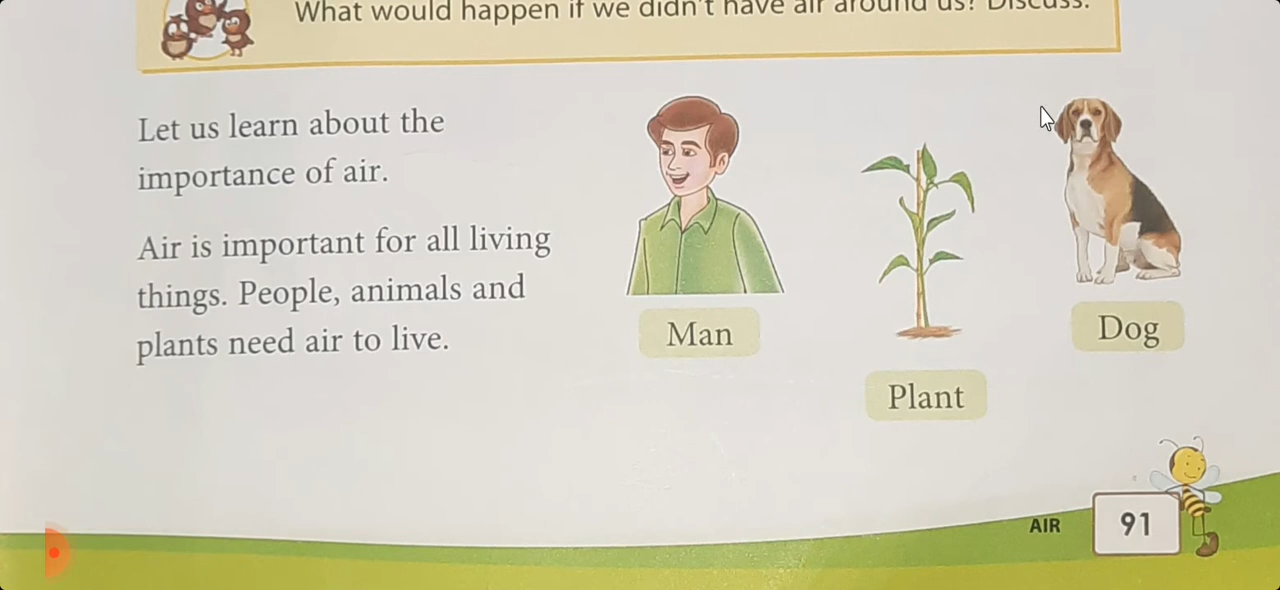 What would happen if we didn't have air around us? Discuss.
Let us learn about the
importance of air.
Air is important for all living
things. People, animals and
plants need air to live.
Man
Plant
Dog
AIR
91